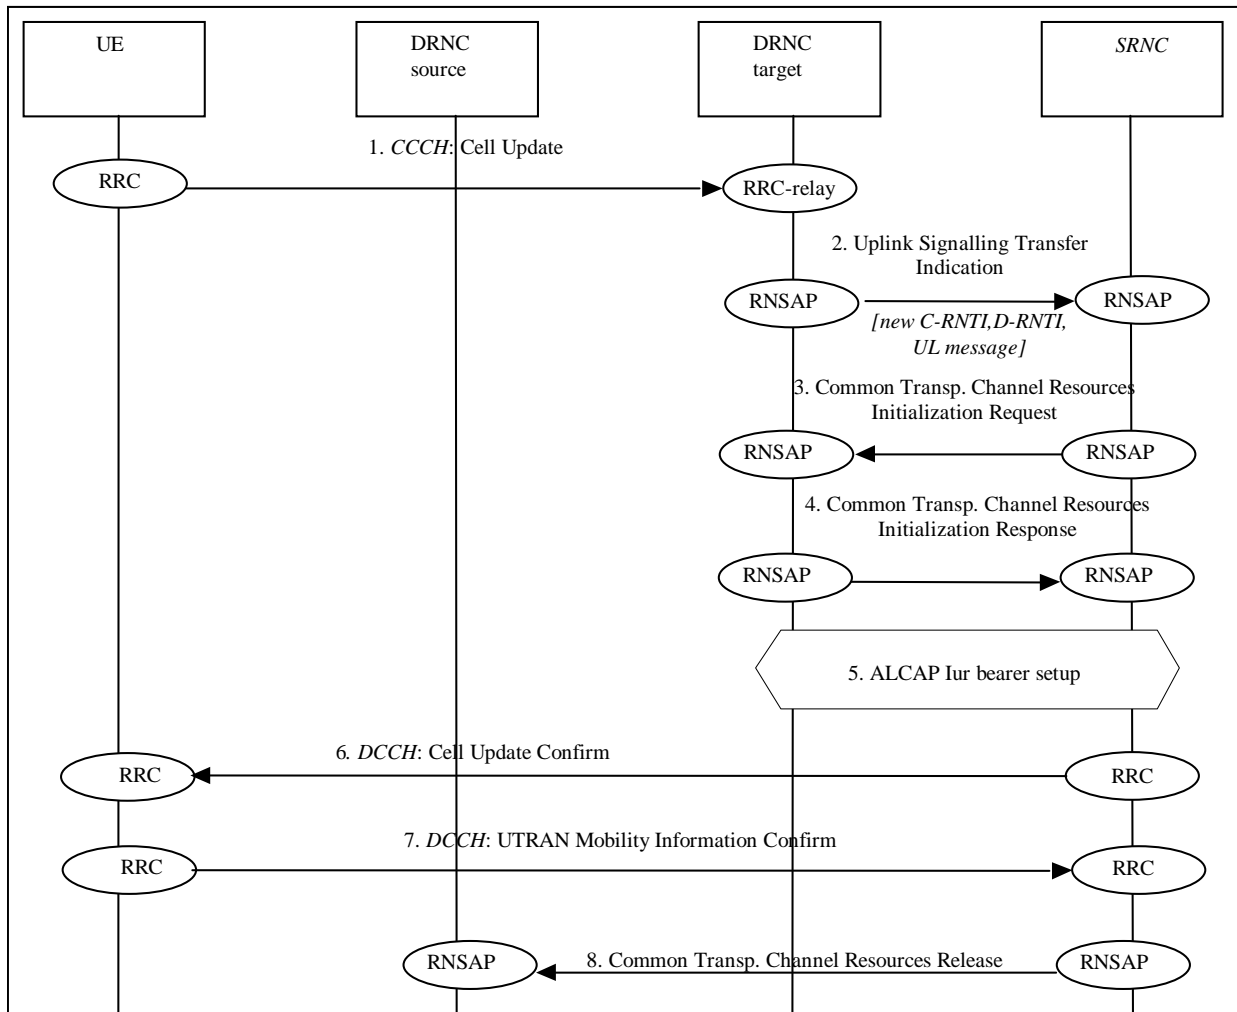 UE
DRNC
source
DRNC
target
SRNC
1. CCCH: Cell Update
RRC
RRC-relay
2. Uplink Signalling Transfer
Indication
RNSAP
RNSAP
[new C-RNTI,D-RNTI,
UL message]
3. Common Transp. Channel Resources
Initialization Request
RNSAP
RNSAP
4. Common Transp. Channel Resources
Initialization Response
RNSAP
RNSAP
5. ALCAP Iur bearer setup
6. DCCH: Cell Update Confirm
RRC
RRC
7. DCCH: UTRAN Mobility Information Confirm
RRC
RRC
8. Common Transp. Channel Resources Release
RNSAP
RNSAP